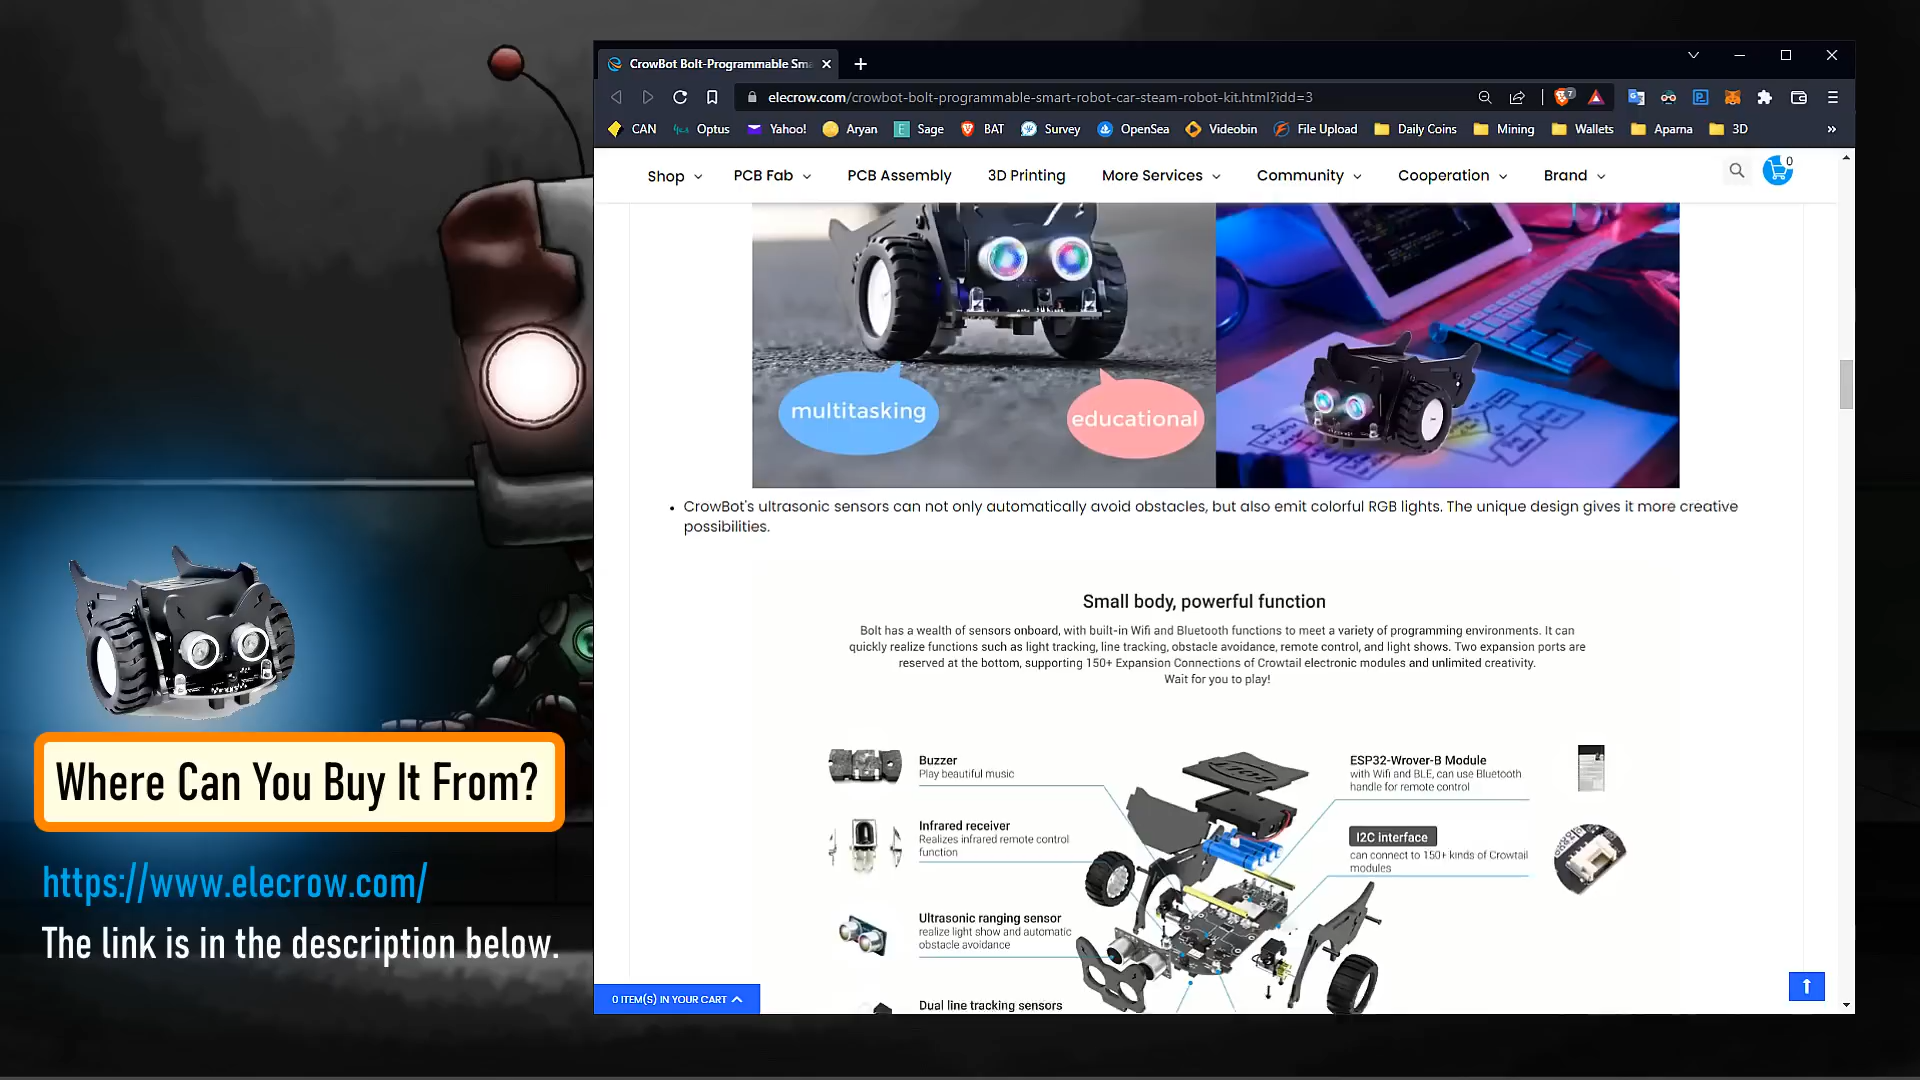 CrowBot Bolt-Programmable Sma
elecrow.com/crowbot-bolt-programmable-smart-robot-car-steam-robot-kit.html?idd=3
CAN Optus Yahoo! Aryan Sage BAT Survey OpenSea Videobin File Upload Daily Coins Mining Wallets Aparna 3D
Shop PCB Fab PCB Assembly 3D Printing More Services Community Cooperation Brand 0
multitasking
educational
CrowBot's ultrasonic sensors can not only automatically avoid obstacles, but also emit colorful RGB lights. The unique design gives it more creative
possibilities.
Small body, powerful function
Bolt has a wealth of sensors onboard, with built-in Wifi and Bluetooth functions to meet a variety of programming environments. It can
quickly realize functions such as light tracking, line tracking, obstacle avoidance, remote control, and light shows. Two expansion ports are
reserved at the bottom, supporting 150+ Expansion Connections of Crowtail electronic modules and unlimited creativity.
Wait for you to play!
Buzzer
Play beautiful music
Infrared receiver
Realizes infrared remote control
function
Ultrasonic ranging sensor
realize light show and automatic
obstacle avoidance
Dual line tracking sensors
ESP32-Wrover-B Module
with Wifi and BLE, can use Bluetooth
handle for remote control
I2C interface
can connect to 150+ kinds of Crowtail
modules
0 ITEM(S) IN YOUR CART
Where Can You Buy It From?
https://www.elecrow.com/
The link is in the description below.